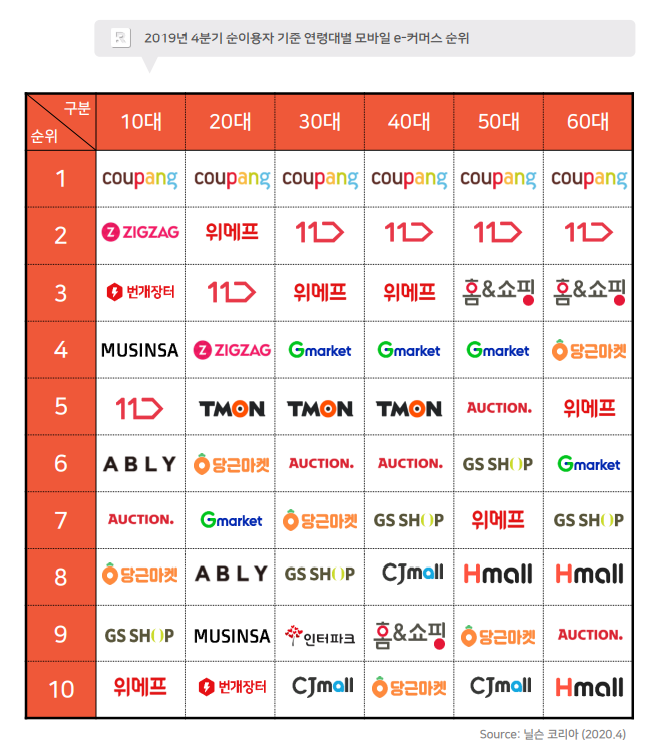 2019년 4분기 순이용자 기준 연령대별 모바일 e-커머스 순위
구분
순위 10대 20대 30대 40대 50대 60대
1 coupang coupang coupang coupang coupang coupang
2 ZIGZAG 위메프 11 11 11 11
3 번개장터 11 위메프 위메프 홈&쇼핑 홈&쇼핑
4 MUSINSA ZIGZAG Gmarket Gmarket Gmarket 당근마켓
5 11 TMON TMON TMON AUCTION. 위메프
6 ABLY 당근마켓 AUCTION. AUCTION. GS SHOP Gmarket
7 AUCTION. Gmarket 당근마켓 GS SHOP 위메프 GS SHOP
8 당근마켓 ABLY GS SHOP CJmall Hmall Hmall
9 GS SHOP MUSINSA 인터파크 홈&쇼핑 당근마켓 AUCTION.
10 위메프 번개장터 CJmall 당근마켓 CJmall Hmall
Source: 닐슨 코리아 (2020.4)